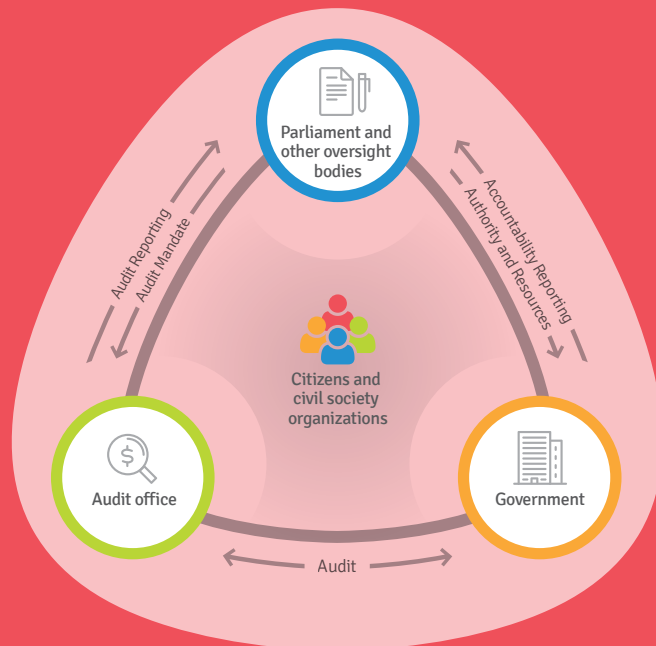 Parliament and
other oversight
bodies
Audit Reporting
Audit Mandate
Accountability Reporting
Authority and Resources
Citizens and
civil society
organizations
$
Audit office
Government
Audit